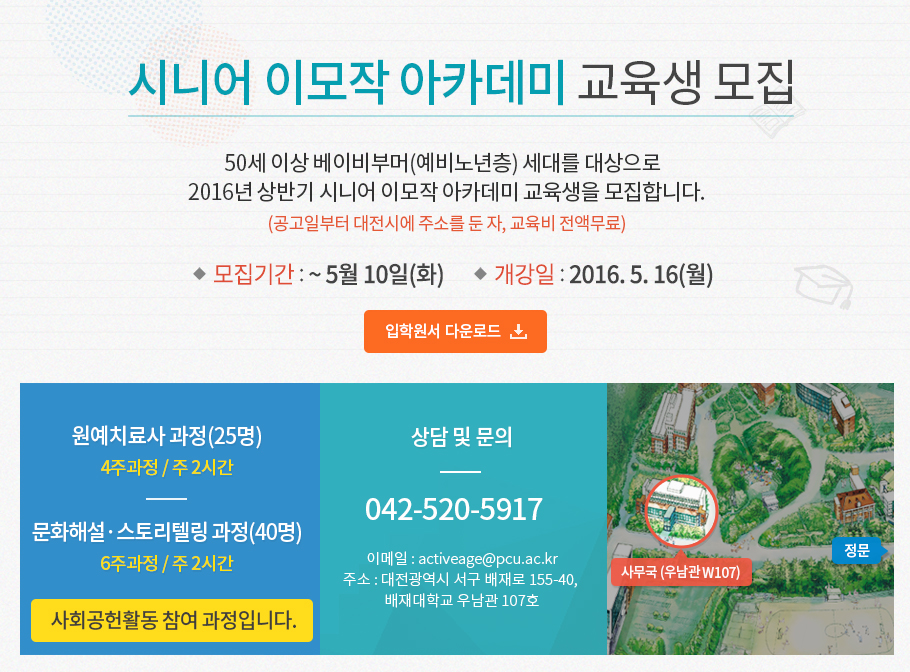 시니어 이모작 아카데미 교육생 모집
50세 이상 베이비부머(예비노년층) 세대를 대상으로
2016년 상반기 시니어 이모작 아카데미 교육생을 모집합니다.
(공고일부터 대전시에 주소를 둔 자, 교육비 전액무료)
◆ 모집기간 : ~ 5월 10일(화) ◆ 개강일 : 2016. 5. 16(월)
입학원서 다운로드
원예치료사 과정(25명)
4주과정 / 주 2시간
문화해설·스토리텔링 과정(40명)
6주과정 / 주 2시간
사회공헌활동 참여 과정입니다.
상담 및 문의
042-520-5917
이메일 : activeage@pcu.ac.kr
주소 : 대전광역시 서구 배재로 155-40,
배재대학교 우남관 107호
정문
사무국 (우남관 W107)